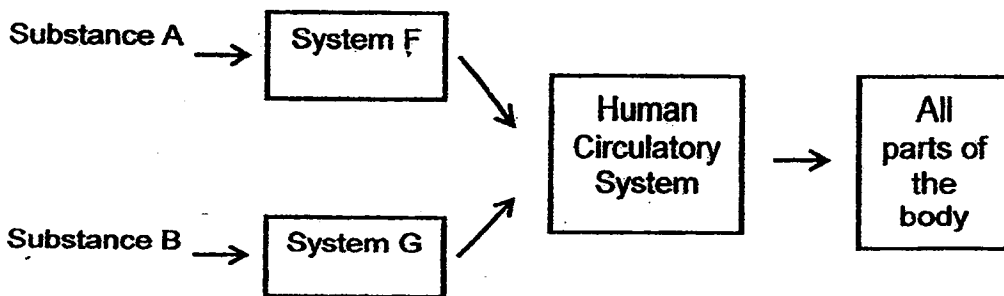 Substance A
System F
Human
Circulatory
System
All
parts of
the
body
Substance B
System G